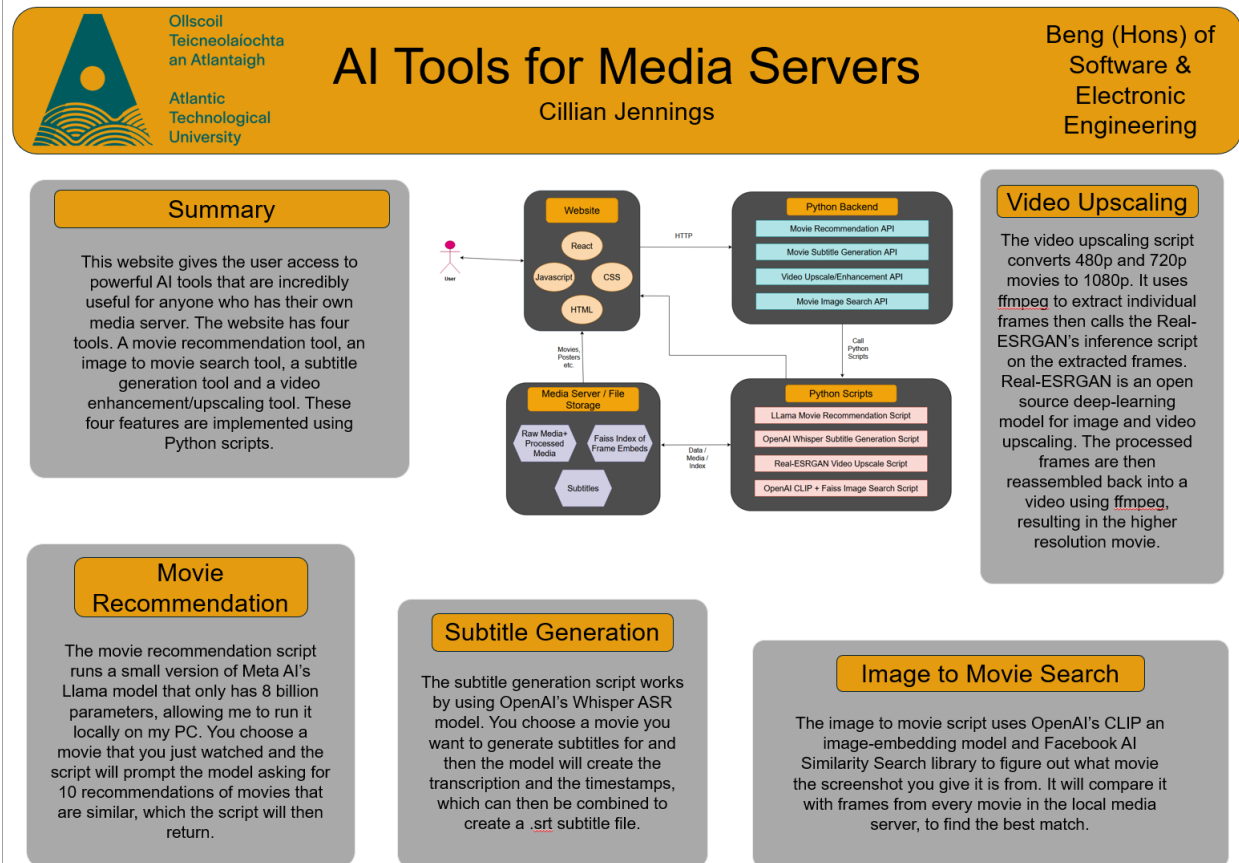 Ollscoil
Teicneolaíochta
an Atlantaigh
Atlantic
Technological
University
AI Tools for Media Servers
Cillian Jennings
Beng (Hons) of
Software &
Electronic
Engineering
Summary
This website gives the user access to
powerful AI tools that are incredibly
useful for anyone who has their own
media server. The website has four
tools. A movie recommendation tool, an
image to movie search tool, a subtitle
generation tool and a video
enhancement/upscaling tool. These
four features are implemented using
Python scripts.
User
Website
React
Javascript
CSS
HTML
HTTP
Python Backend
Movie Recommendation API
Movie Subtitle Generation API
Video Upscale/Enhancement API
Movie Image Search API
Movies,
Posters
etc.
Call
Python
Scripts
Media Server / File
Storage
Raw Media+
Processed
Media
Faiss Index of
Frame Embeds
Subtitles
Data /
Media /
Index
Python Scripts
LLama Movie Recommendation Script
OpenAI Whisper Subtitle Generation Script
Real-ESRGAN Video Upscale Script
OpenAI CLIP + Faiss Image Search Script
Video Upscaling
The video upscaling script
converts 480p and 720p
movies to 1080p. It uses
ffmpeg to extract individual
frames then calls the Real-
ESRGAN's inference script
on the extracted frames.
Real-ESRGAN is an open
source deep-learning
model for image and video
upscaling. The processed
frames are then
reassembled back into a
video using ffmpeg,
resulting in the higher
resolution movie.
Movie
Recommendation
The movie recommendation script
runs a small version of Meta AI's
Llama model that only has 8 billion
parameters, allowing me to run it
locally on my PC. You choose a
movie that you just watched and the
script will prompt the model asking for
10 recommendations of movies that
are similar, which the script will then
return.
Subtitle Generation
The subtitle generation script works
by using OpenAI's Whisper ASR
model. You choose a movie you
want to generate subtitles for and
then the model will create the
transcription and the timestamps,
which can then be combined to
create a .srt subtitle file.
Image to Movie Search
The image to movie script uses OpenAI's CLIP an
image-embedding model and Facebook AI
Similarity Search library to figure out what movie
the screenshot you give it is from. It will compare it
with frames from every movie in the local media
server, to find the best match.